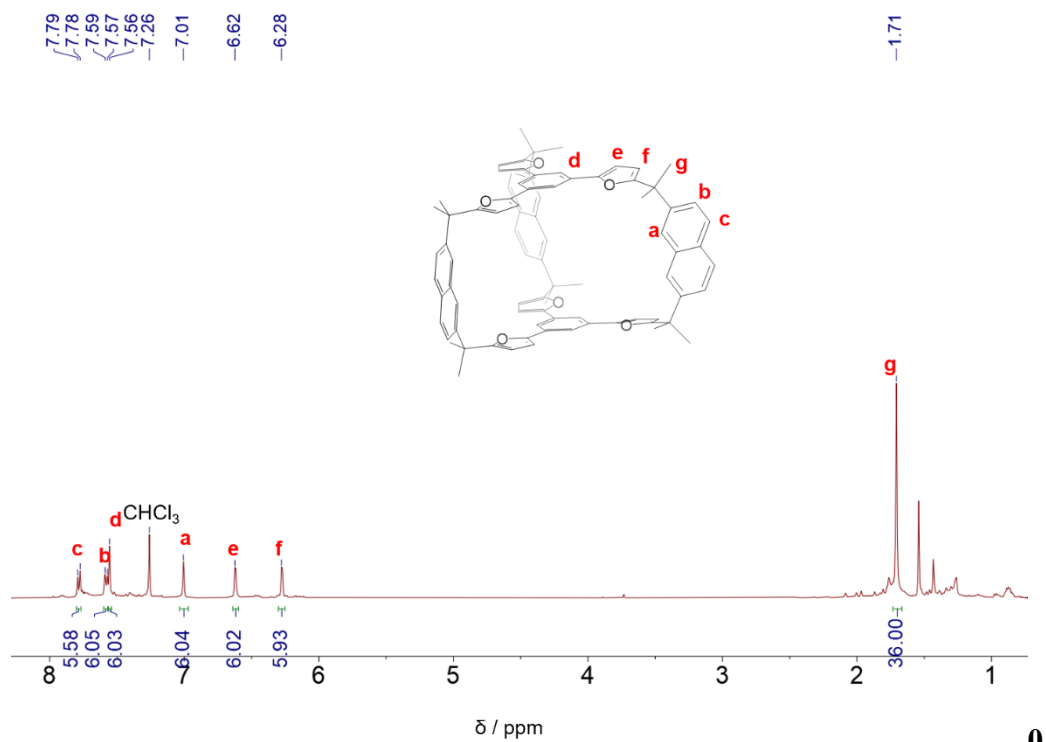 7.79
7.78
7.59
7.57
7.56
7.26
7.01
6.62
6.28
1.71
O
d
e
f
g
O
O
b
c
a
O
O
O
g
d
CHCl3
c
b
a
e
f
5.58
6.05
6.03
6.04
6.02
5.93
36.00
8
7
6
5
4
3
2
1
δ / ppm
0